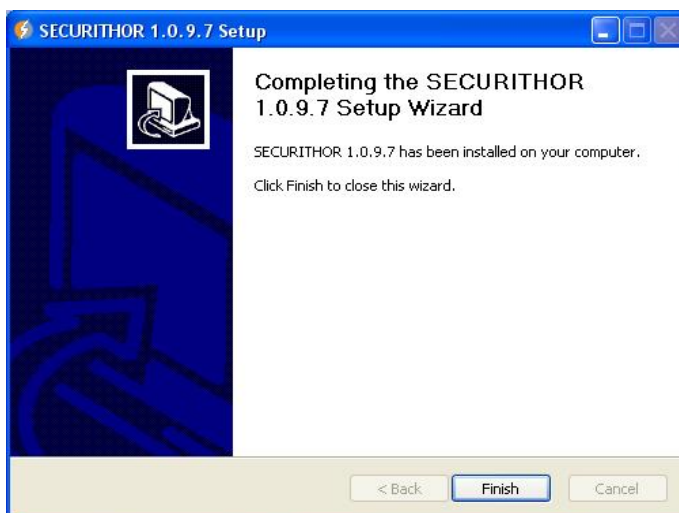 SECURITHOR 1.0.9.7 Setup
Completing the SECURITHOR
1.0.9.7 Setup Wizard
SECURITHOR 1.0.9.7 has been installed on your computer.
Click Finish to close this wizard.
< Back
Finish
Cancel